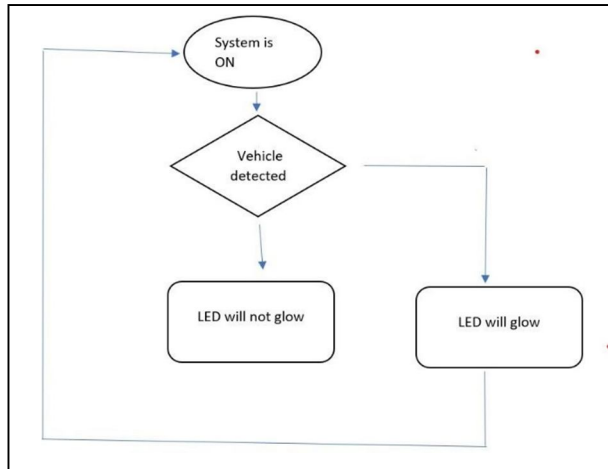 System is
ON
Vehicle
detected
LED will not glow
LED will glow